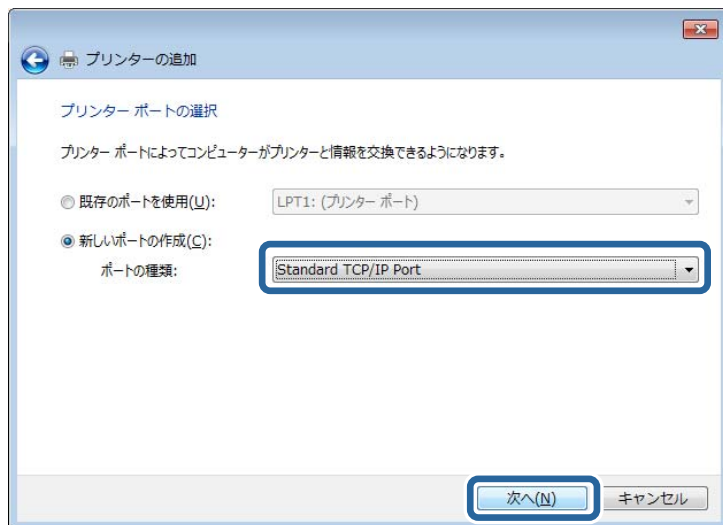 プリンターの追加
プリンター ポートの選択
プリンター ポートによってコンピューターがプリンターと情報を交換できるようになります。
既存のポートを使用(U): LPT1: (プリンター ポート)
新しいポートの作成(C):
ポートの種類: Standard TCP/IP Port
次へ(N) キャンセル